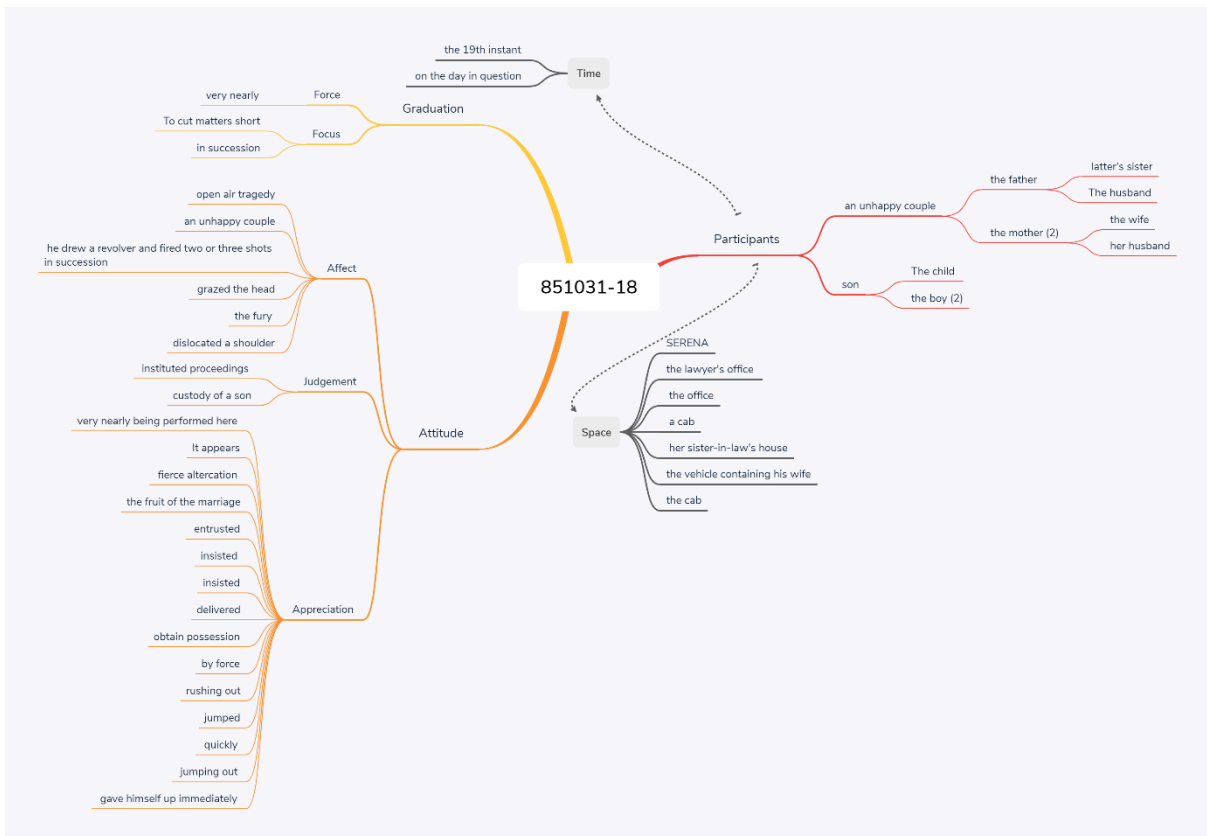 the 19th instant
on the day in question
Time
very nearly
Force
Graduation
To cut matters short
Focus
in succession
open air tragedy
an unhappy couple
he drew a revolver and fired two or three shots
in succession
Affect
grazed the head
the fury
dislocated a shoulder
instituted proceedings
Judgement
custody of a son
Attitude
very nearly being performed here
It appears
fierce altercation
the fruit of the marriage
entrusted
insisted
insisted
delivered
Appreciation
obtain possession
by force
rushing out
jumped
quickly
jumping out
gave himself up immediately
851031-18
Participants
an unhappy couple
the father
latter's sister
The husband
the mother (2)
the wife
her husband
son
The child
the boy (2)
Space
SERENA
the lawyer's office
the office
a cab
her sister-in-law's house
the vehicle containing his wife
the cab